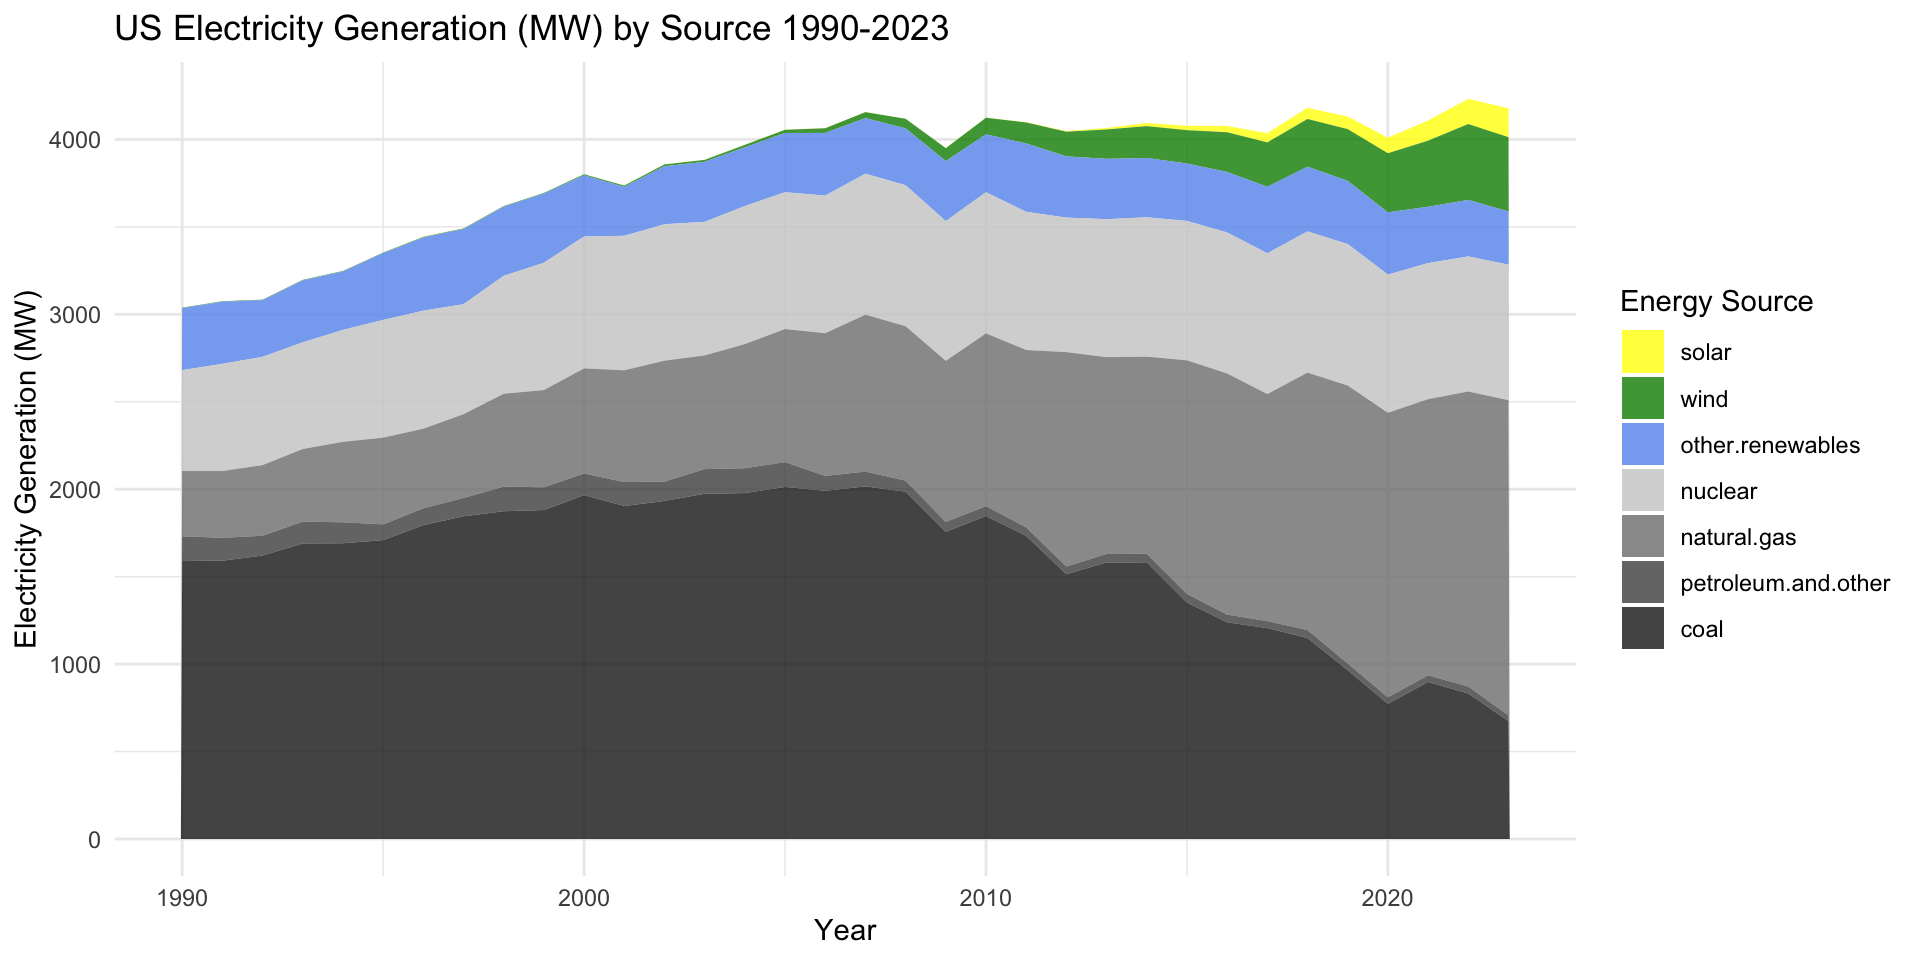 US Electricity Generation (MW) by Source 1990-2023
Electricity Generation (MW)
4000
3000
2000
1000
0
1990
2000
2010
2020
Year
Energy Source
solar
wind
other.renewables
nuclear
natural.gas
petroleum.and.other
coal